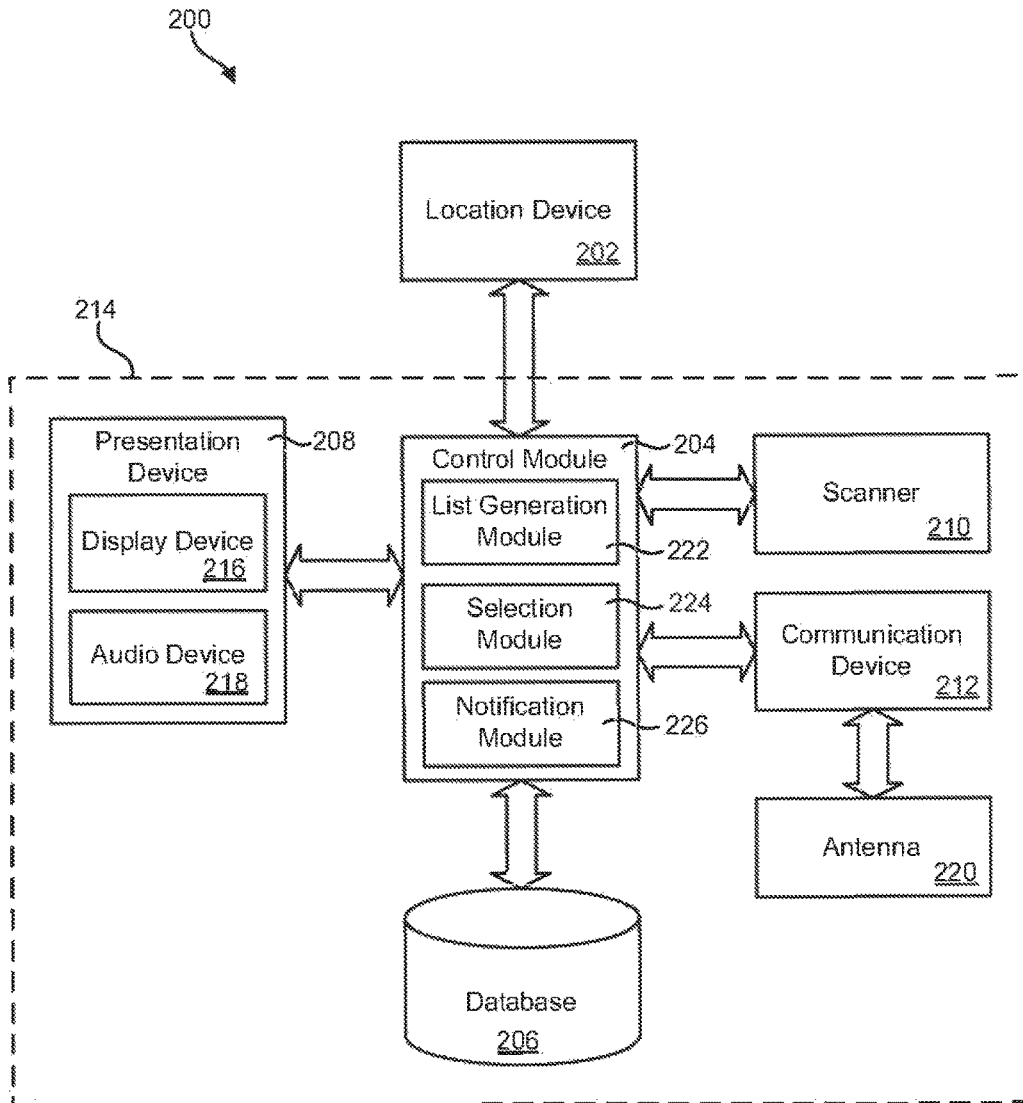 200
Location Device
202
214
Presentation
Device
208
Display Device
216
Audio Device
218
Control Module
204
List Generation
Module
222
Selection
Module
224
Notification
Module
226
Scanner
210
Communication
Device
212
Antenna
220
Database
206